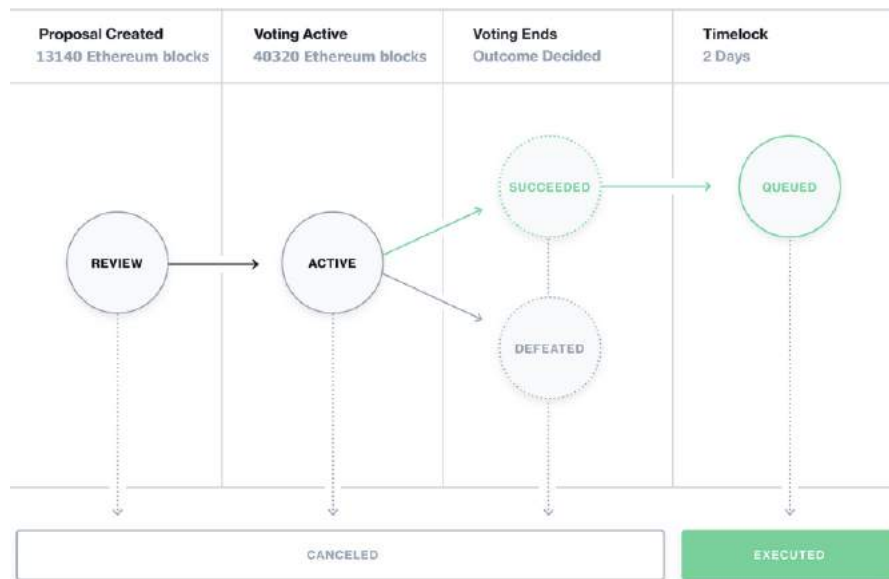 Proposal Created
13140 Ethereum blocks
Voting Active
40320 Ethereum blocks
Voting Ends
Outcome Decided
Timelock
2 Days
REVIEW
ACTIVE
SUCCEEDED
DEFEATED
QUEUED
CANCELED
EXECUTED